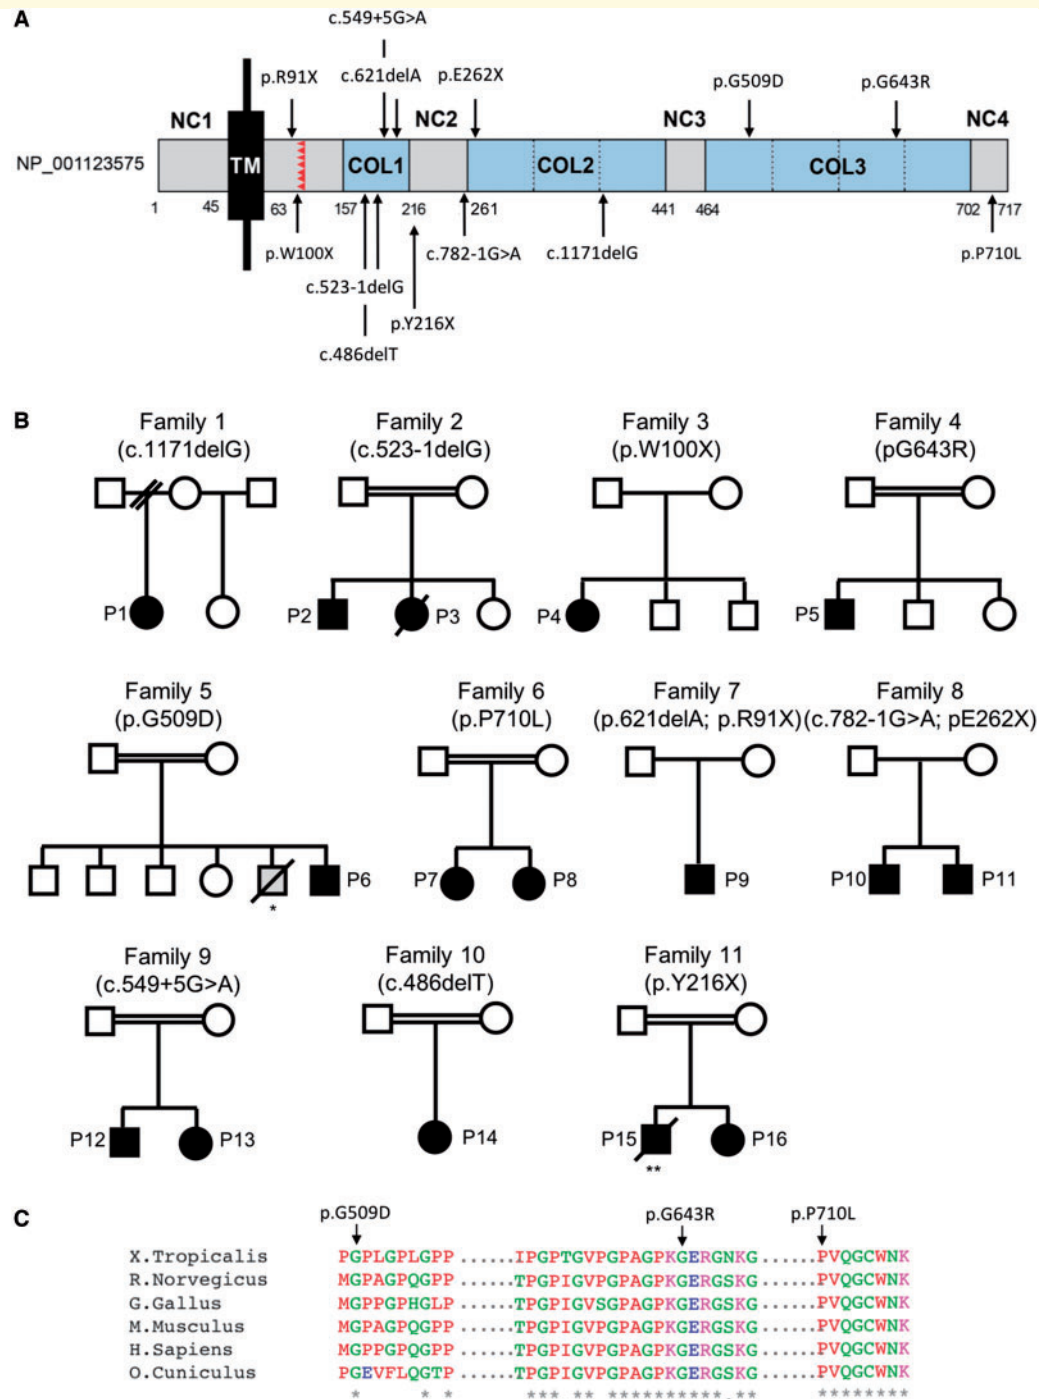 A
c.549+5G>A
p.R91X
c.621delA
p.E262X
p.G509D
p.G643R
NC1
NC2
NC3
NC4
NP_001123575
TM
COL1
COL2
COL3
1
45
63
157
216
261
441
464
702
717
p.W100X
c.782-1G>A
c.1171delG
p.P710L
c.523-1delG
p.Y216X
c.486delT
B
Family 1
(c.1171delG)
Family 2
(c.523-1delG)
Family 3
(p.W100X)
Family 4
(pG643R)
P1
P2
P3
P4
P5
Family 5
(p.G509D)
Family 6
(p.P710L)
Family 7
(p.621delA; p.R91X)
Family 8
(c.782-1G>A; pE262X)
*
P6
P7
P8
P9
P10
P11
Family 9
(c.549+5G>A)
Family 10
(c.486delT)
Family 11
(p.Y216X)
P12
P13
P14
P15
**
P16
C
p.G509D
p.G643R
p.P710L
X.Tropicalis PGPLGPLGPP ...... IPGPTGVPGPAGPKGERGNKG ...... PVQGCWNK
R.Norvegicus MGPAGPQGPP ...... TPGPIGVPGPAGPKGERGSKG ...... PVQGCWNK
G.Gallus MGPPGPHGLP ...... TPGPIGVSGPAGPKGERGSKG ...... PVQGCWNK
M.Musculus MGPAGPQGPP ...... TPGPIGVPGPAGPKGERGSKG ...... PVQGCWNK
H.Sapiens MGPPGPQGPP ...... TPGPIGVPGPAGPKGERGSKG ...... PVQGCWNK
O.Cuniculus PGEVFLQGTP ...... TPGPIGVPGPAGPKGERGSKG ...... PVQGCWNK
* * * *** ** ********** ** ********